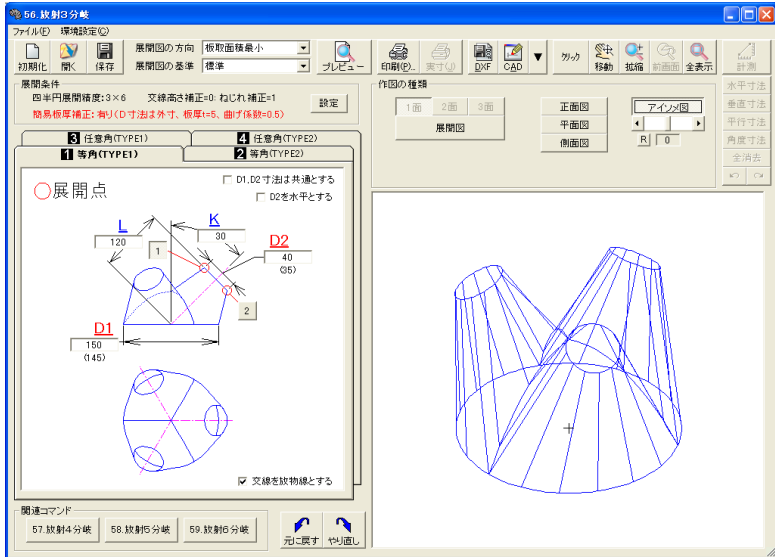 56.放射3分岐
ファイル(F) 環境設定(C)
初期化 開く 保存
展開図の方向 板取面積最小
展開図の基準 標準
プレビュー 印刷(P).. 実寸(J) DXF CAD ▼ クリック 移動 拡縮 前画面 全表示 計測
展開条件
四半円展開精度:3×6 交線高さ補正=0: ねじれ補正=1
簡易板厚補正: 有り(D寸法は外寸、板厚t=5、曲げ係数=0.5)
設定
作図の種類
1面 2面 3面
展開図
正面図
平面図
側面図
アイソメ図
R 0
水平寸法
垂直寸法
平行寸法
角度寸法
全消去
3 任意角(TYPE1) 4 任意角(TYPE2)
1 等角(TYPE1) 2 等角(TYPE2)
○展開点
D1,D2寸法は共通とする
D2を水平とする
L
120
K
30
D2
40
(35)
1
2
D1
150
(145)
交線を放物線とする
関連コマンド
57.放射4分岐 58.放射5分岐 59.放射6分岐
元に戻す やり直し